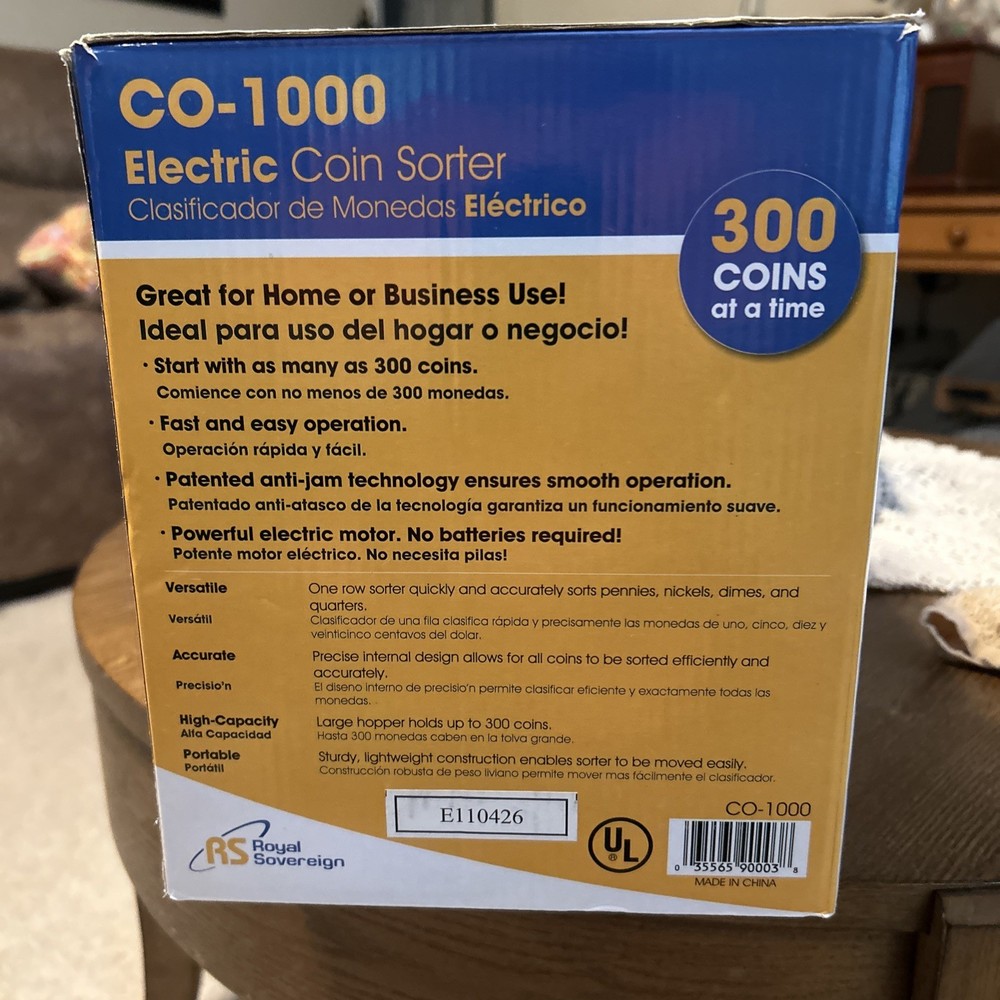 CO-1000
Electric Coin Sorter
Clasificador de Monedas Eléctrico
300
COINS
at a time
Great for Home or Business Use!
Ideal para uso del hogar o negocio!
· Start with as many as 300 coins.
Comience con no menos de 300 monedas.
· Fast and easy operation.
Operación rápida y fácil.
· Patented anti-jam technology ensures smooth operation.
Patentado anti-atasco de la tecnología garantiza un funcionamiento suave.
· Powerful electric motor. No batteries required!
Potente motor eléctrico. No necesita pilas!
Versatile One row sorter quickly and accurately sorts pennies, nickels, dimes, and
quarters.
Versátil Clasificador de una fila clasifica rápida y precisamente las monedas de uno, cinco, diez y
veinticinco centavos del dolar.
Accurate Precise internal design allows for all coins to be sorted efficiently and
accurately.
Precisio'n El diseno interno de precisio'n permite clasificar eficiente y exactamente todas las
monedas.
High-Capacity Large hopper holds up to 300 coins.
Alfa Capacidad Hasta 300 monedas caben en la tolva grande.
Portable Sturdy, lightweight construction enables sorter to be moved easily.
Portátil Construcción robusta de peso liviano permite mover mas fácilmente el clasificador.
E110426
CO-1000
UL
®
RS Royal
Sovereign
0 35565 90003 8
MADE IN CHINA